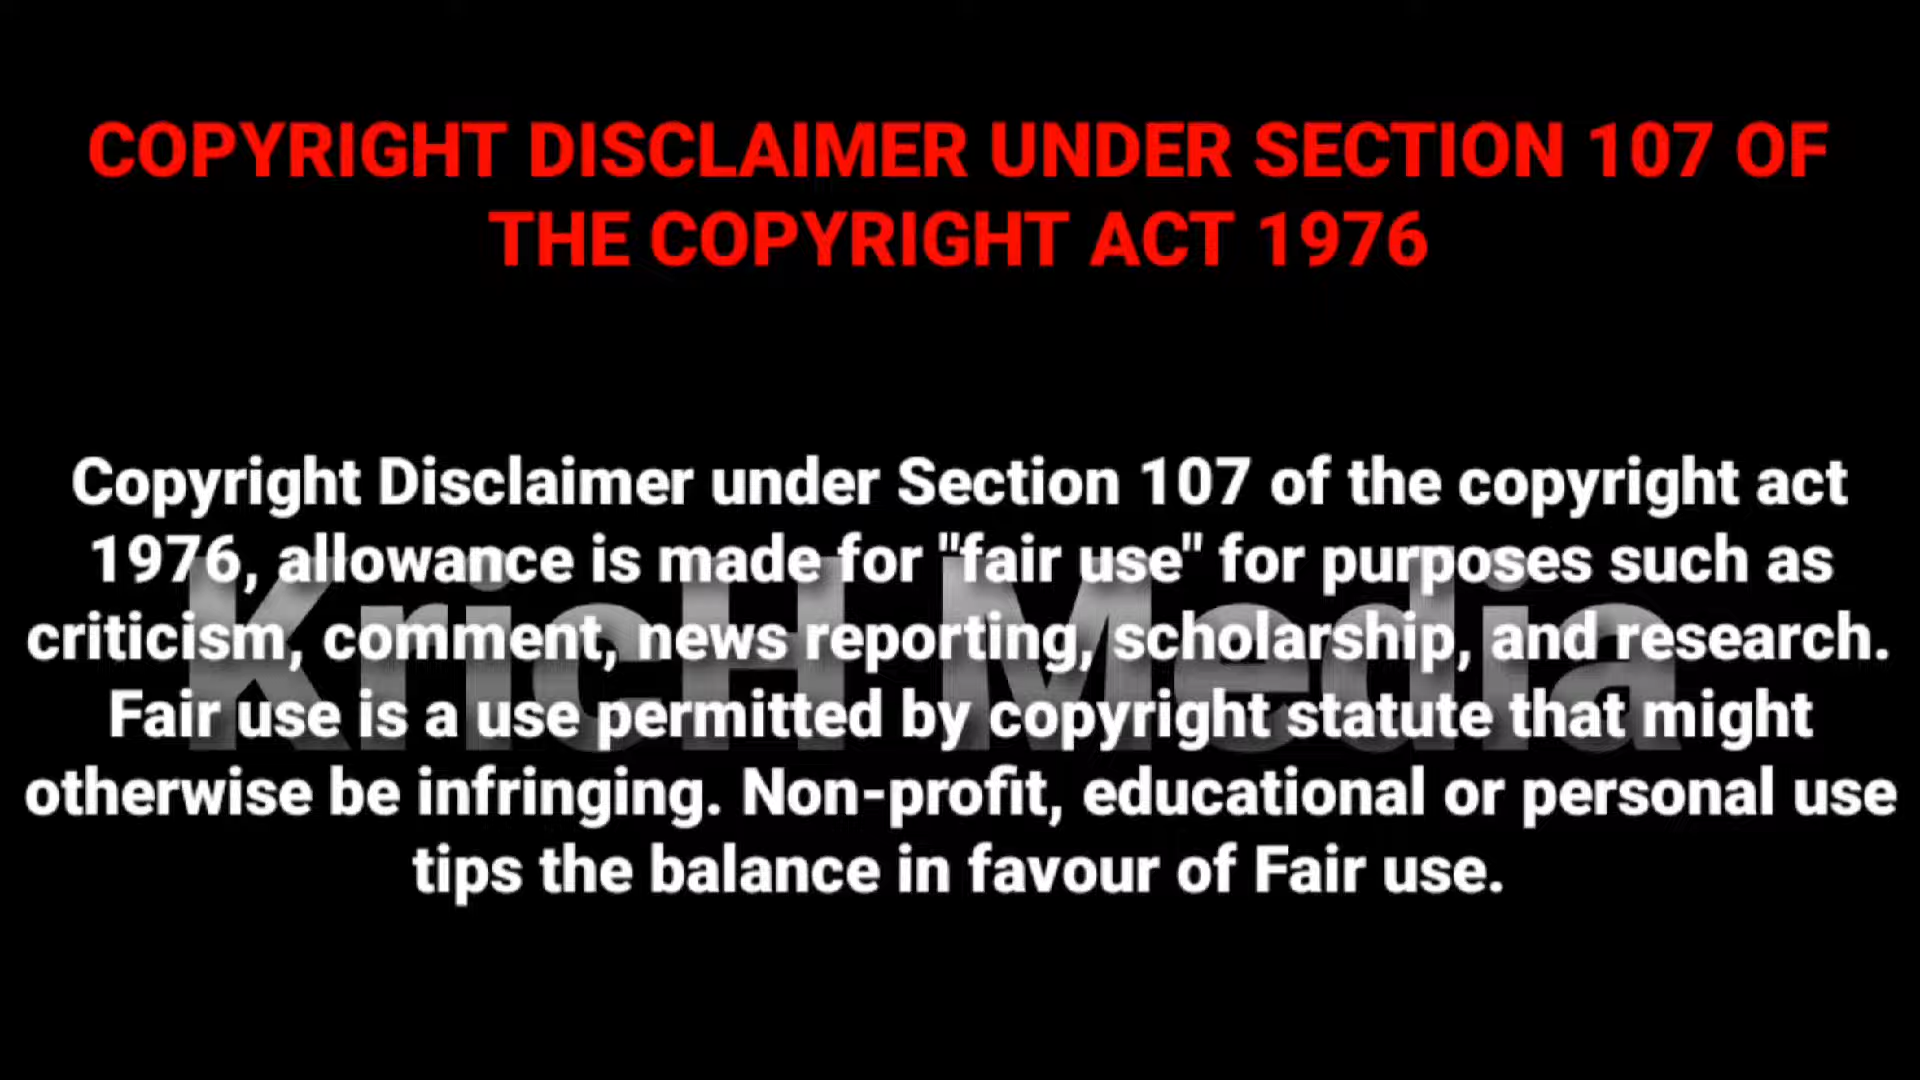 COPYRIGHT DISCLAIMER UNDER SECTION 107 OF
THE COPYRIGHT ACT 1976
Copyright Disclaimer under Section 107 of the copyright act
1976, allowance is made for "fair use" for purposes such as
criticism, comment, news reporting, scholarship, and research.
KricH Media
Fair use is a use permitted by copyright statute that might
otherwise be infringing. Non-profit, educational or personal use
tips the balance in favour of Fair use.